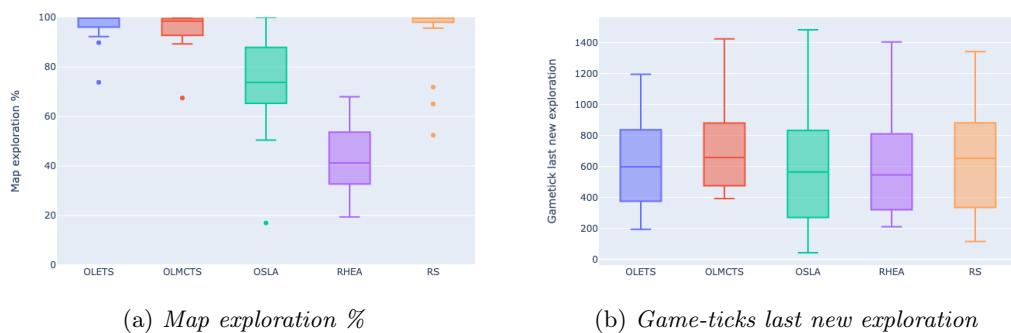 Map exploration %
100
80
60
40
20
0
OLETS OLMCTS OSLA RHEA RS
(a) Map exploration %
Gametick last new exploration
1400
1200
1000
800
600
400
200
0
OLETS OLMCTS OSLA RHEA RS
(b) Game-ticks last new exploration